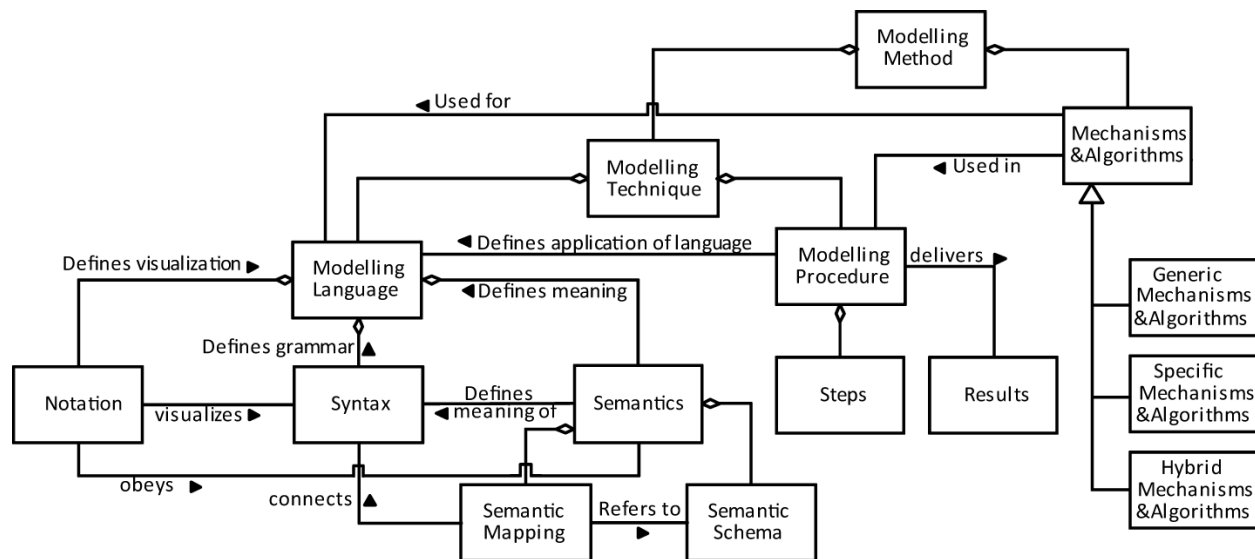 Modelling
Method
Used for
Mechanisms
&Algorithms
Modelling
Technique
Used in
Defines application of language
Defines visualization
Modelling
Language
Modelling
Procedure
delivers
Defines meaning
Generic
Mechanisms
&Algorithms
Defines grammar
Notation
visualizes
Syntax
Defines
meaning of
Semantics
Steps
Results
Specific
Mechanisms
&Algorithms
obeys
connects
Semantic
Mapping
Refers to
Semantic
Schema
Hybrid
Mechanisms
&Algorithms